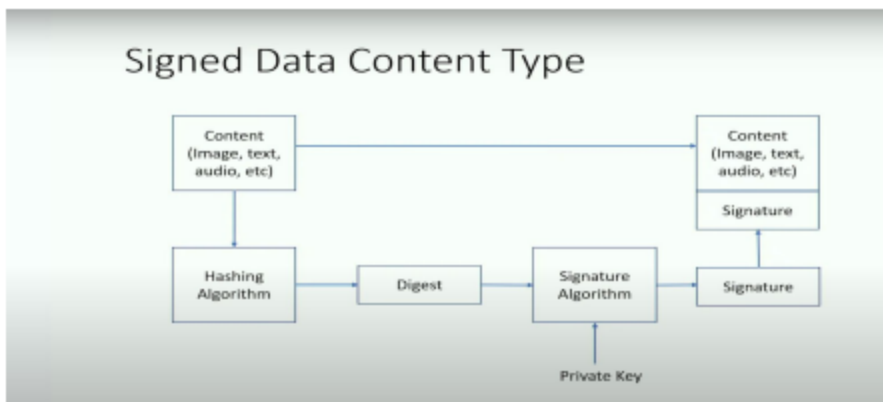 Signed Data Content Type
Content
(Image, text,
audio, etc)
Content
(Image, text,
audio, etc)
Signature
Hashing
Algorithm
Digest
Signature
Algorithm
Signature
Private Key